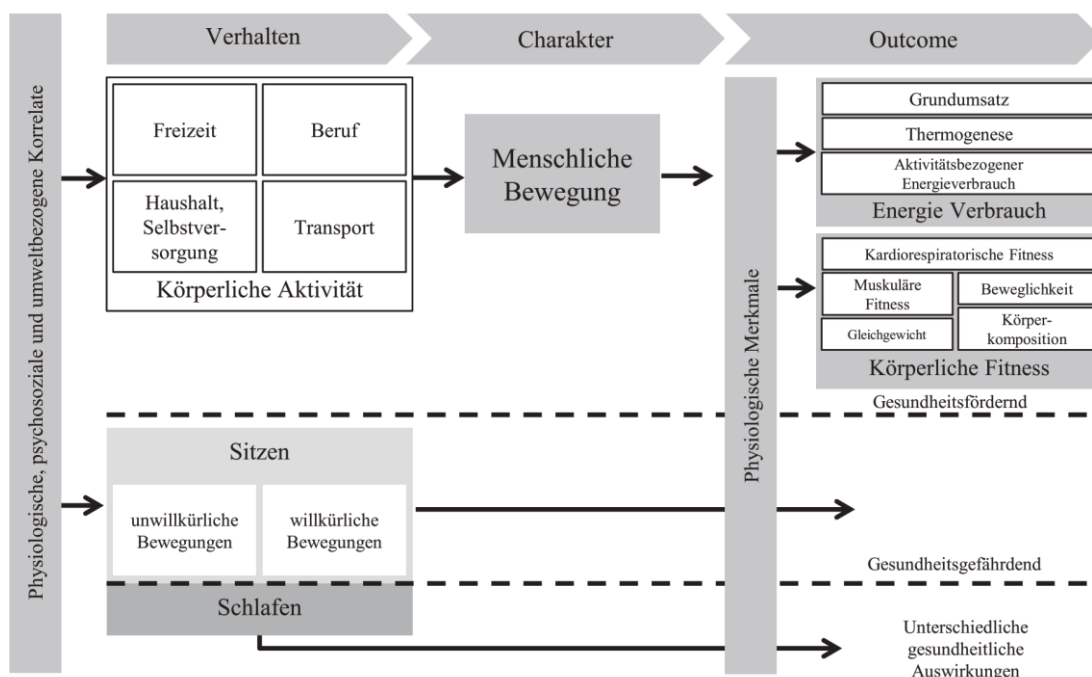 Verhalten
Charakter
Outcome
Physiologische, psychosoziale und umweltbezogene Korrelate
Freizeit
Beruf
Haushalt,
Selbstver-
sorgung
Transport
Körperliche Aktivität
Menschliche
Bewegung
Physiologische Merkmale
Grundumsatz
Thermogenese
Aktivitätsbezogener
Energieverbrauch
Energie Verbrauch
Kardiorespiratorische Fitness
Muskuläre
Fitness
Beweglichkeit
Gleichgewicht
Körper-
komposition
Körperliche Fitness
Gesundheitsfördernd
Sitzen
unwillkürliche
Bewegungen
willkürliche
Bewegungen
Gesundheitsgefährdend
Schlafen
Unterschiedliche
gesundheitliche
Auswirkungen